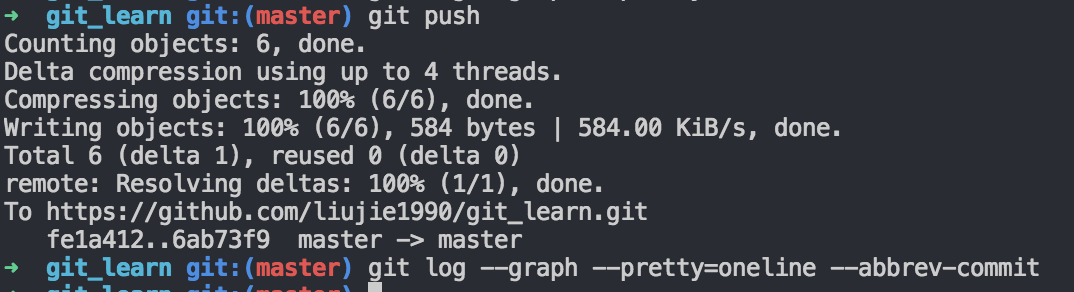 ➜  git_learn git:(master) git push
Counting objects: 6, done.
Delta compression using up to 4 threads.
Compressing objects: 100% (6/6), done.
Writing objects: 100% (6/6), 584 bytes | 584.00 KiB/s, done.
Total 6 (delta 1), reused 0 (delta 0)
remote: Resolving deltas: 100% (1/1), done.
To https://github.com/liujie1990/git_learn.git
   fe1a412..6ab73f9  master -> master
➜  git_learn git:(master) git log --graph --pretty=oneline --abbrev-commit
➜  git_learn git:(master)